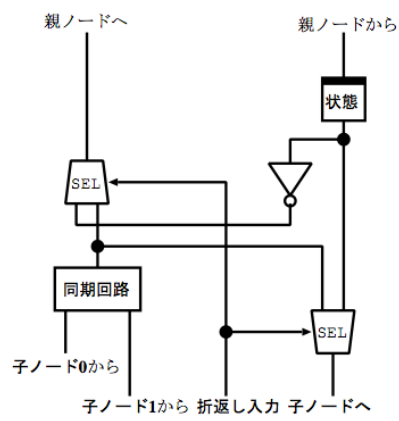 親ノードへ
親ノードから
状態
SEL
同期回路
SEL
子ノード0から
子ノード1から 折返し入力 子ノードへ